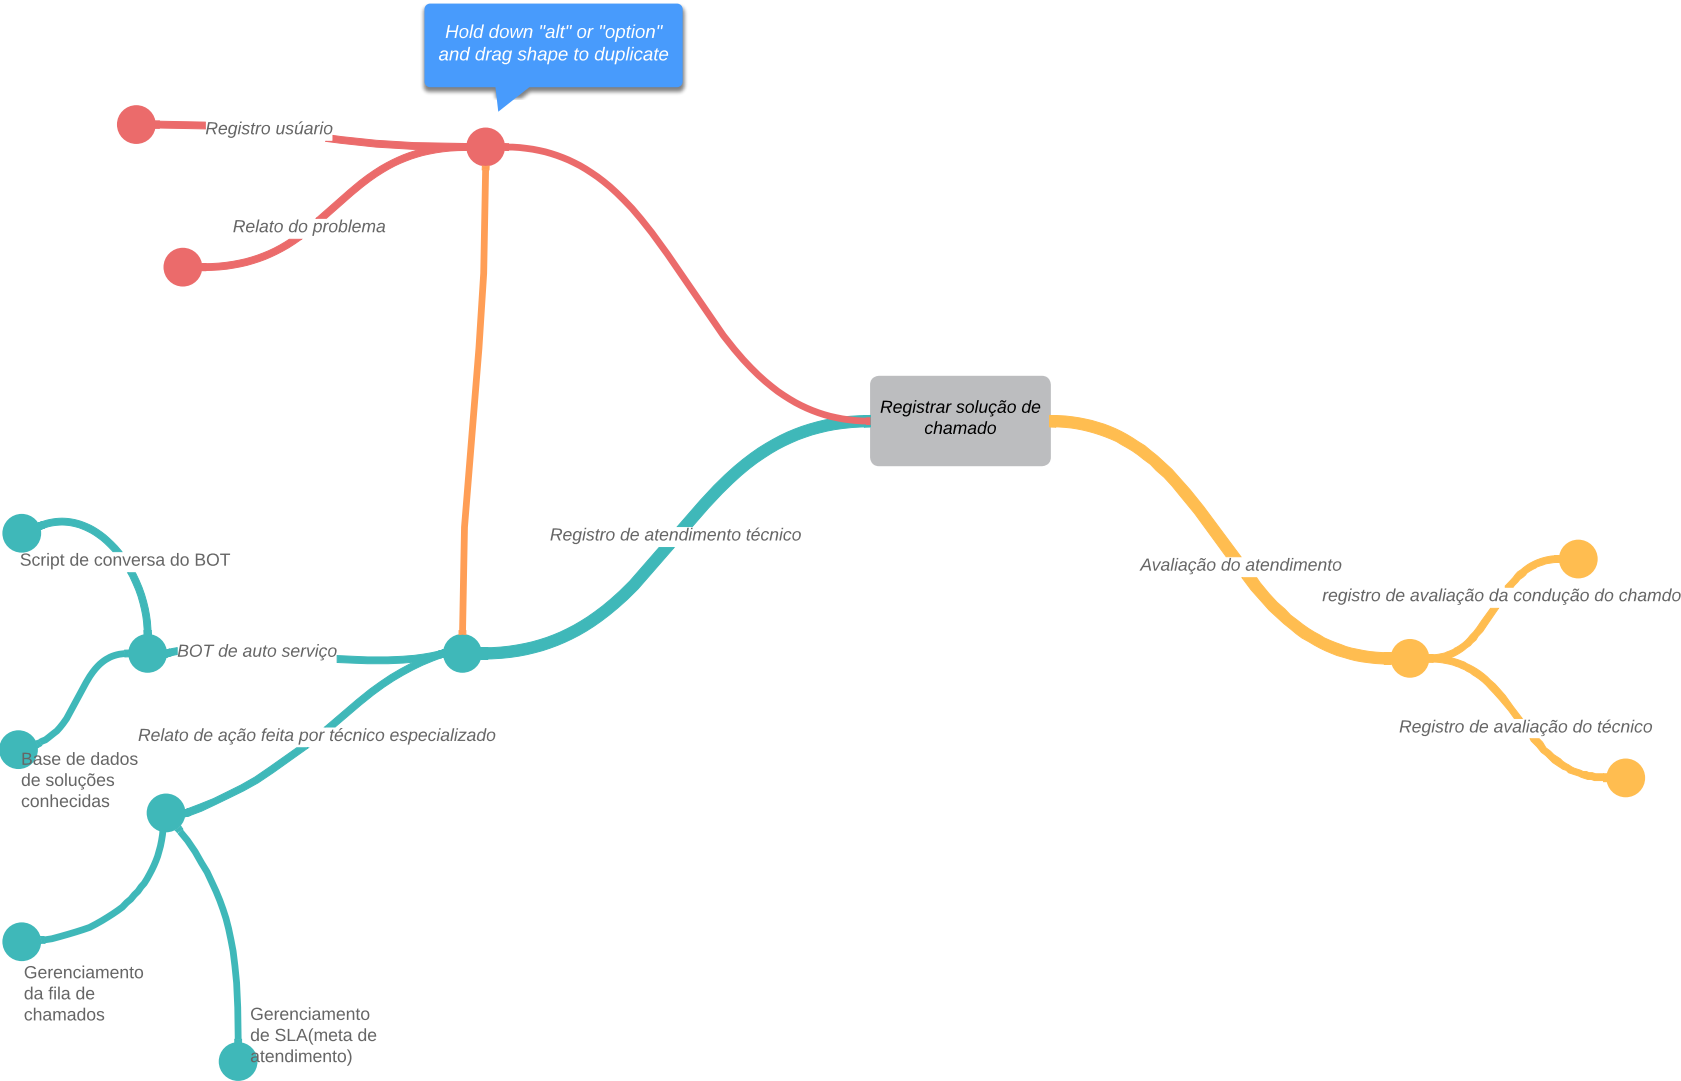 Hold down "alt" or "option"
and drag shape to duplicate
Registro usúario
Relato do problema
Registrar solução de
chamado
Registro de atendimento técnico
Avaliação do atendimento
registro de avaliação da condução do chamdo
Registro de avaliação do técnico
Script de conversa do BOT
BOT de auto serviço
Relato de ação feita por técnico especializado
Base de dados
de soluções
conhecidas
Gerenciamento
da fila de
chamados
Gerenciamento
de SLA(meta de
atendimento)